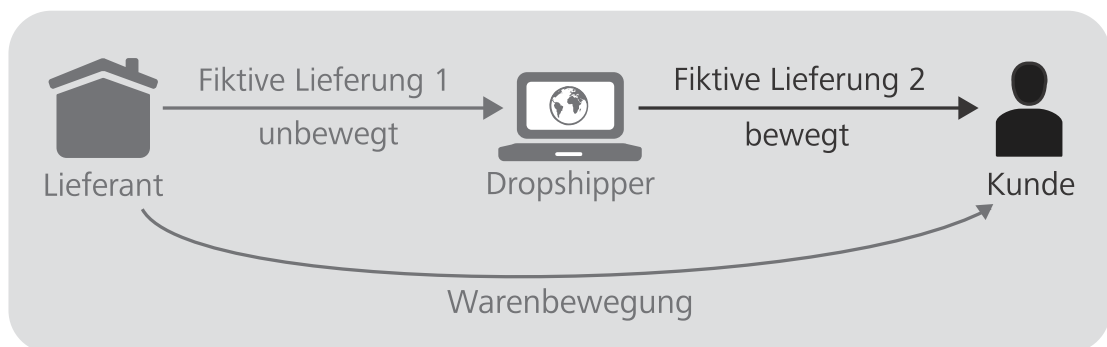 Fiktive Lieferung 1
unbewegt
Fiktive Lieferung 2
bewegt
Lieferant
Dropshipper
Kunde
Warenbewegung